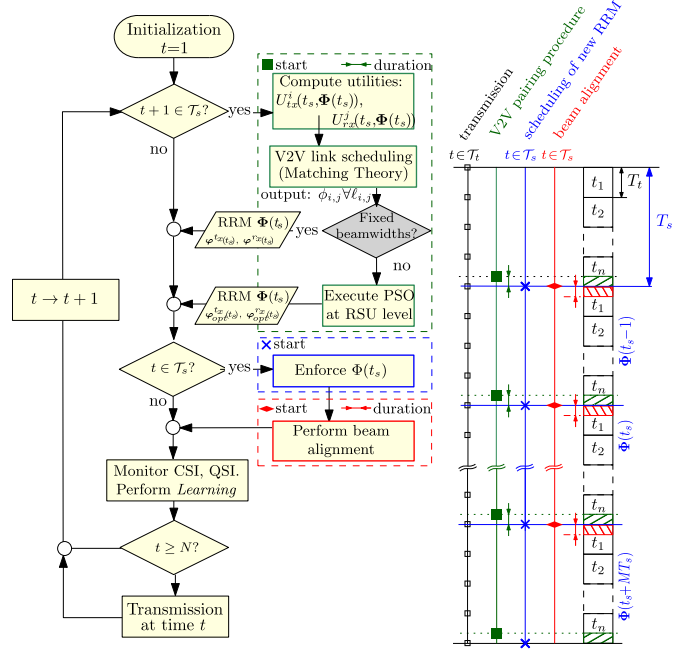 Initialization
t=1
t + 1 ∈ 𝒯s?
yes
no
start
duration
Compute utilities:
U^i_tx(ts,Φ(ts)),
U^j_rx(ts,Φ(ts))
V2V link scheduling
(Matching Theory)
output: ϕi,j∀ℓi,j
Fixed
beamwidths?
yes
no
RRM Φ(ts)
φ^tx(ts), φ^rx(ts)
RRM Φ(ts)
φ^tx_opt(ts), φ^rx_opt(ts)
Execute PSO
at RSU level
t → t + 1
t ∈ 𝒯s?
yes
no
start
Enforce Φ(ts)
start
duration
Perform beam
alignment
Monitor CSI, QSI.
Perform Learning
t ≥ N?
Transmission
at time t
transmission
V2V pairing procedure
scheduling of new RRM
beam alignment
t∈𝒯t
t∈𝒯s
t∈𝒯s
t1
t2
tn
t1
t2
tn
t1
t2
tn
t1
t2
tn
Tt
Ts
Φ(ts−1)
Φ(ts)
Φ(ts+MTs)